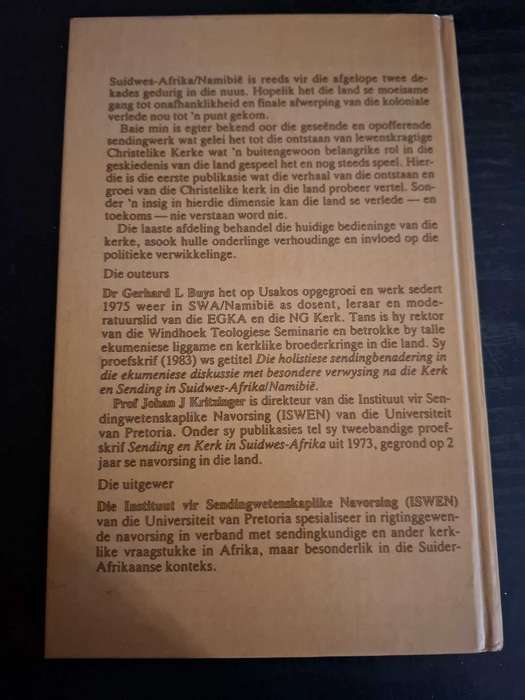 Suidwes-Afrika/Namibië is reeds vir die afgelope twee de-
kades gedurig in die nuus. Hopelik het die land se moeisame
gang tot onafhanklikheid en finale afwerping van die koloniale
verlede nou tot 'n punt gekom.
Baie min is egter bekend oor die geseënde en opofferende
sendingwerk wat gelei het tot die ontstaan van lewenskragtige
Christelike Kerke wat 'n buitengewoon belangrike rol in die
geskiedenis van die land gespeel het en nog steeds speel. Hier-
die is die eerste publikasie wat die verhaal van die ontstaan en
groei van die Christelike kerk in die land probeer vertel. Son-
der 'n insig in hierdie dimensie kan die land se verlede — en
toekoms — nie verstaan word nie.
Die laaste afdeling behandel die huidige bedieninge van die
kerke, asook hulle onderlinge verhoudinge en invloed op die
politieke verwikkelinge.
Die outeurs
Dr Gerhard L Buys het op Usakos opgegroei en werk sedert
1975 weer in SWA/Namibië as dosent, leraar en mode-
ratuurslid van die EGKA en die NG Kerk. Tans is hy rektor
van die Windhoek Teologiese Seminarie en betrokke by talle
ekumeniese liggame en kerklike broederkringe in die land. Sy
proefskrif (1983) ws getitel Die holistiese sendingbenadering in
die ekumeniese diskussie met besondere verwysing na die Kerk
en Sending in Suidwes-Afrika/Namibië.
Prof Johan J Kritzinger is direkteur van die Instituut vir Sen-
dingwetenskaplike Navorsing (ISWEN) van die Universiteit
van Pretoria. Onder sy publikasies tel sy tweebandige proef-
skrif Sending en Kerk in Suidwes-Afrika uit 1973, gegrond op 2
jaar se navorsing in die land.
Die uitgewer
Die Instituut vir Sendingwetenskaplike Navorsing (ISWEN)
van die Universiteit van Pretoria spesialiseer in rigtinggewen-
de navorsing in verband met sendingkundige en ander kerk-
like vraagstukke in Afrika, maar besonderlik in die Suider-
Afrikaanse konteks.